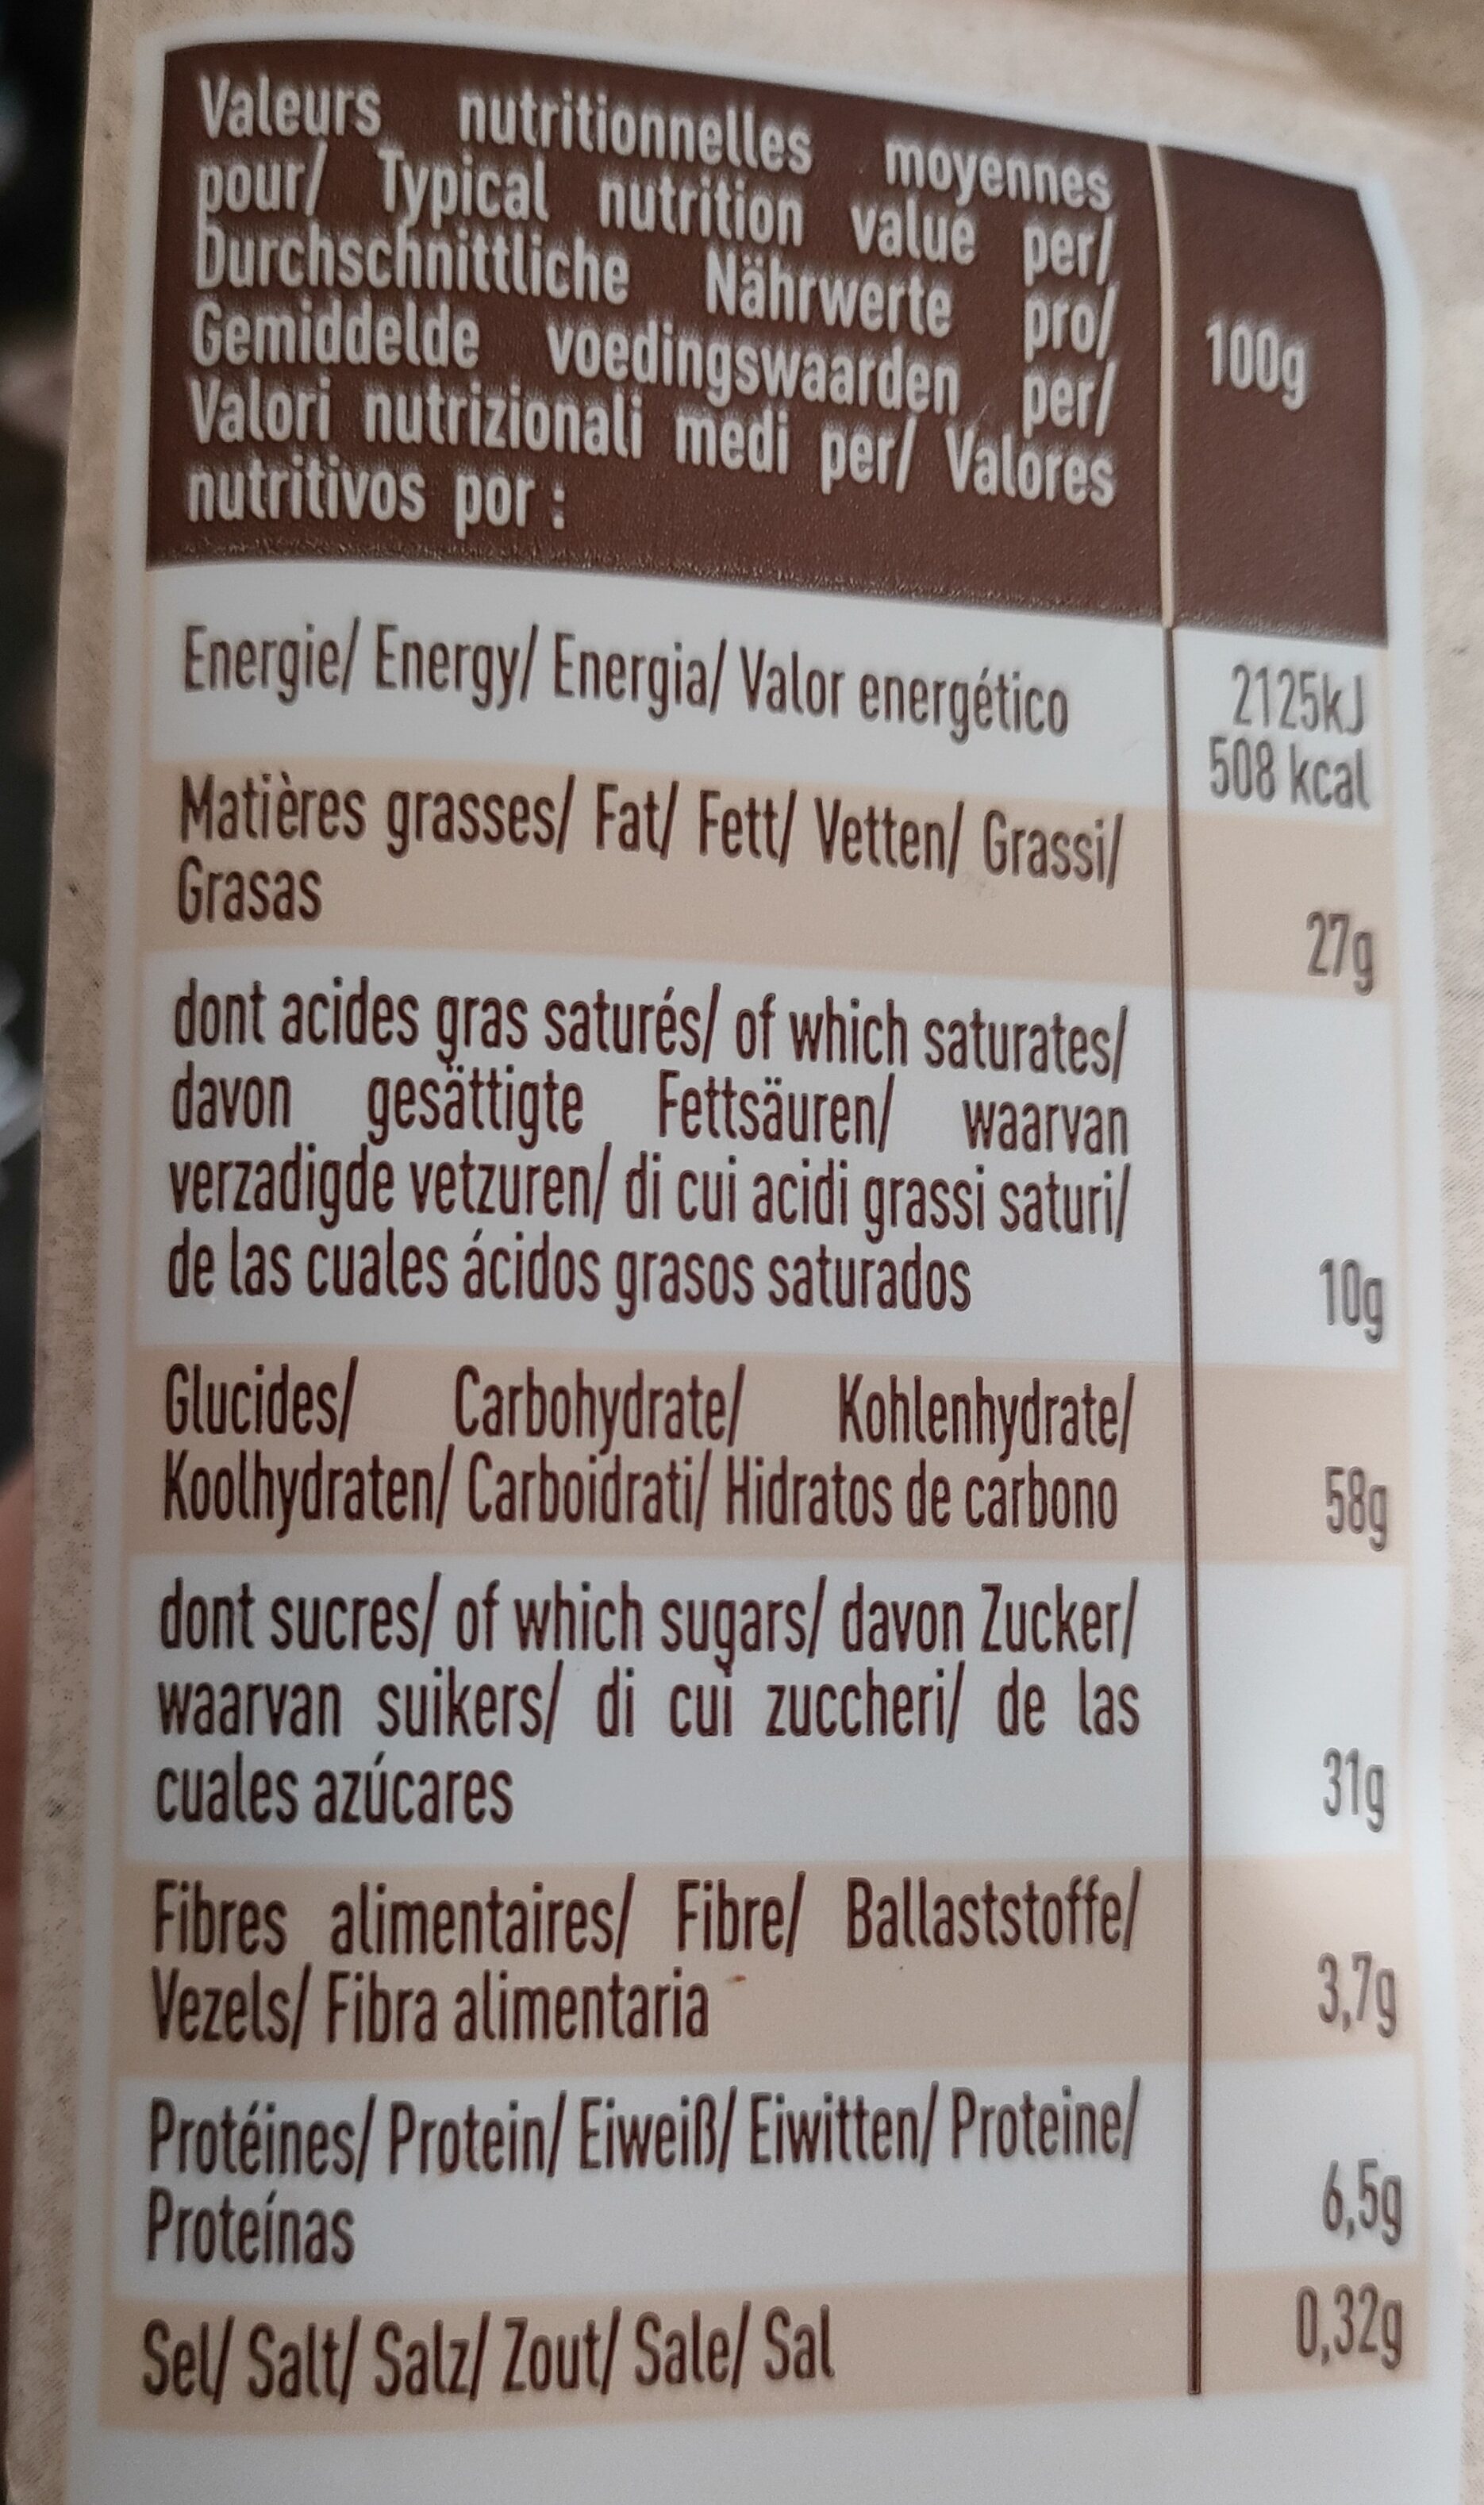 Valeurs nutritionnelles moyennes
pour/ Typical nutrition value per/
Durchschnittliche Nährwerte pro/
Gemiddelde voedingswaarden per/
Valori nutrizionali medi per/ Valores
nutritivos por :
100g
Energie/ Energy/ Energia/ Valor energético
2125kJ
508 kcal
Matières grasses/ Fat/ Fett/ Vetten/ Grassi/
Grasas
27g
dont acides gras saturés/ of which saturates/
davon gesättigte Fettsäuren/ waarvan
verzadigde vetzuren/ di cui acidi grassi saturi/
de las cuales ácidos grasos saturados
10g
Glucides/ Carbohydrate/ Kohlenhydrate/
Koolhydraten/ Carboidrati/ Hidratos de carbono
58g
dont sucres/ of which sugars/ davon Zucker/
waarvan suikers/ di cui zuccheri/ de las
cuales azúcares
31g
Fibres alimentaires/ Fibre/ Ballaststoffe/
Vezels/ Fibra alimentaria
3,7g
Protéines/ Protein/ Eiweiß/ Eiwitten/ Proteine/
Proteínas
6,5g
Sel/ Salt/ Salz/ Zout/ Sale/ Sal
0,32g